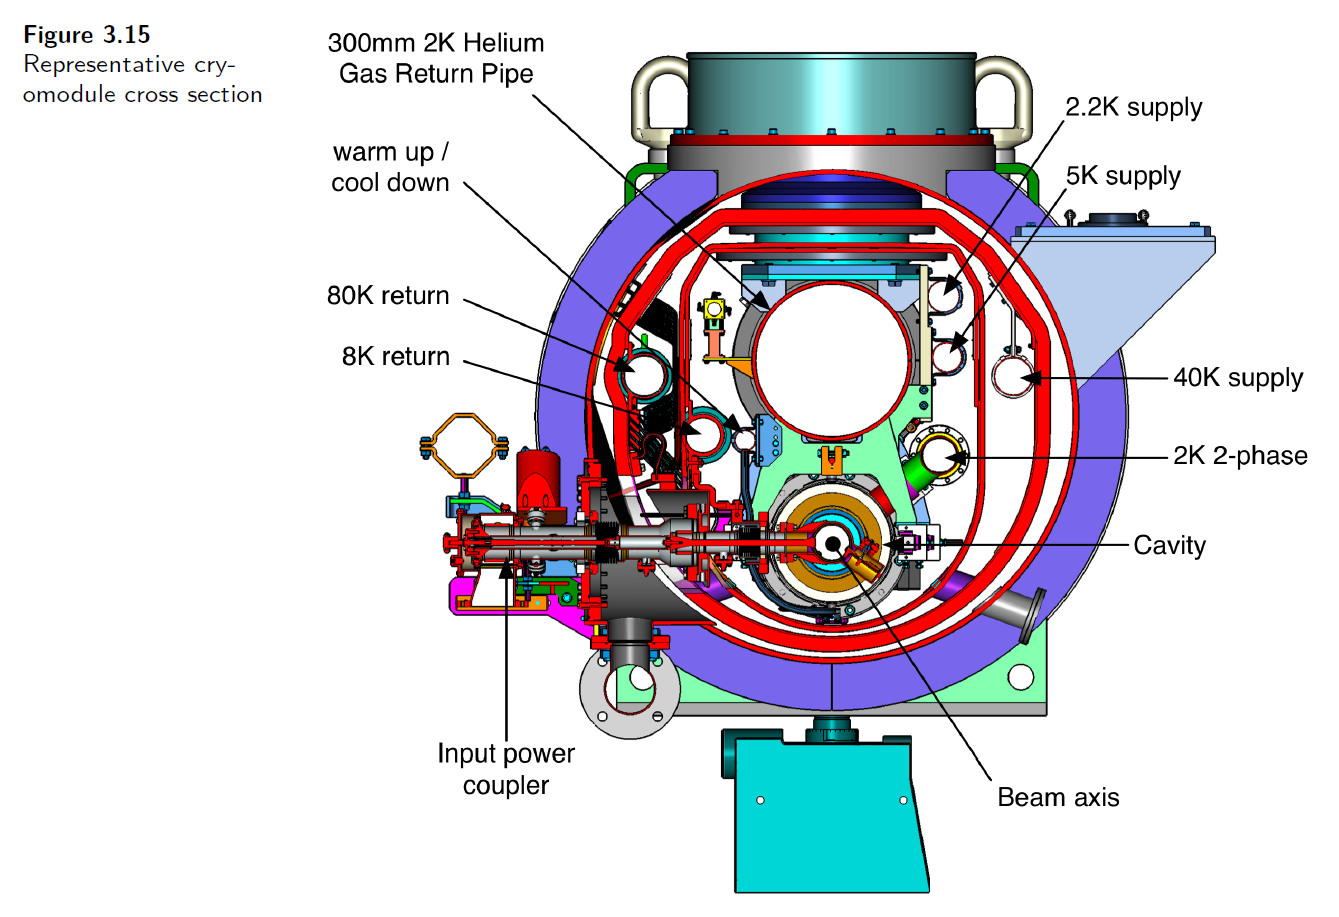 Figure 3.15
Representative cry-
omodule cross section
300mm 2K Helium
Gas Return Pipe
warm up /
cool down
80K return
8K return
2.2K supply
5K supply
40K supply
2K 2-phase
Cavity
Input power
coupler
Beam axis